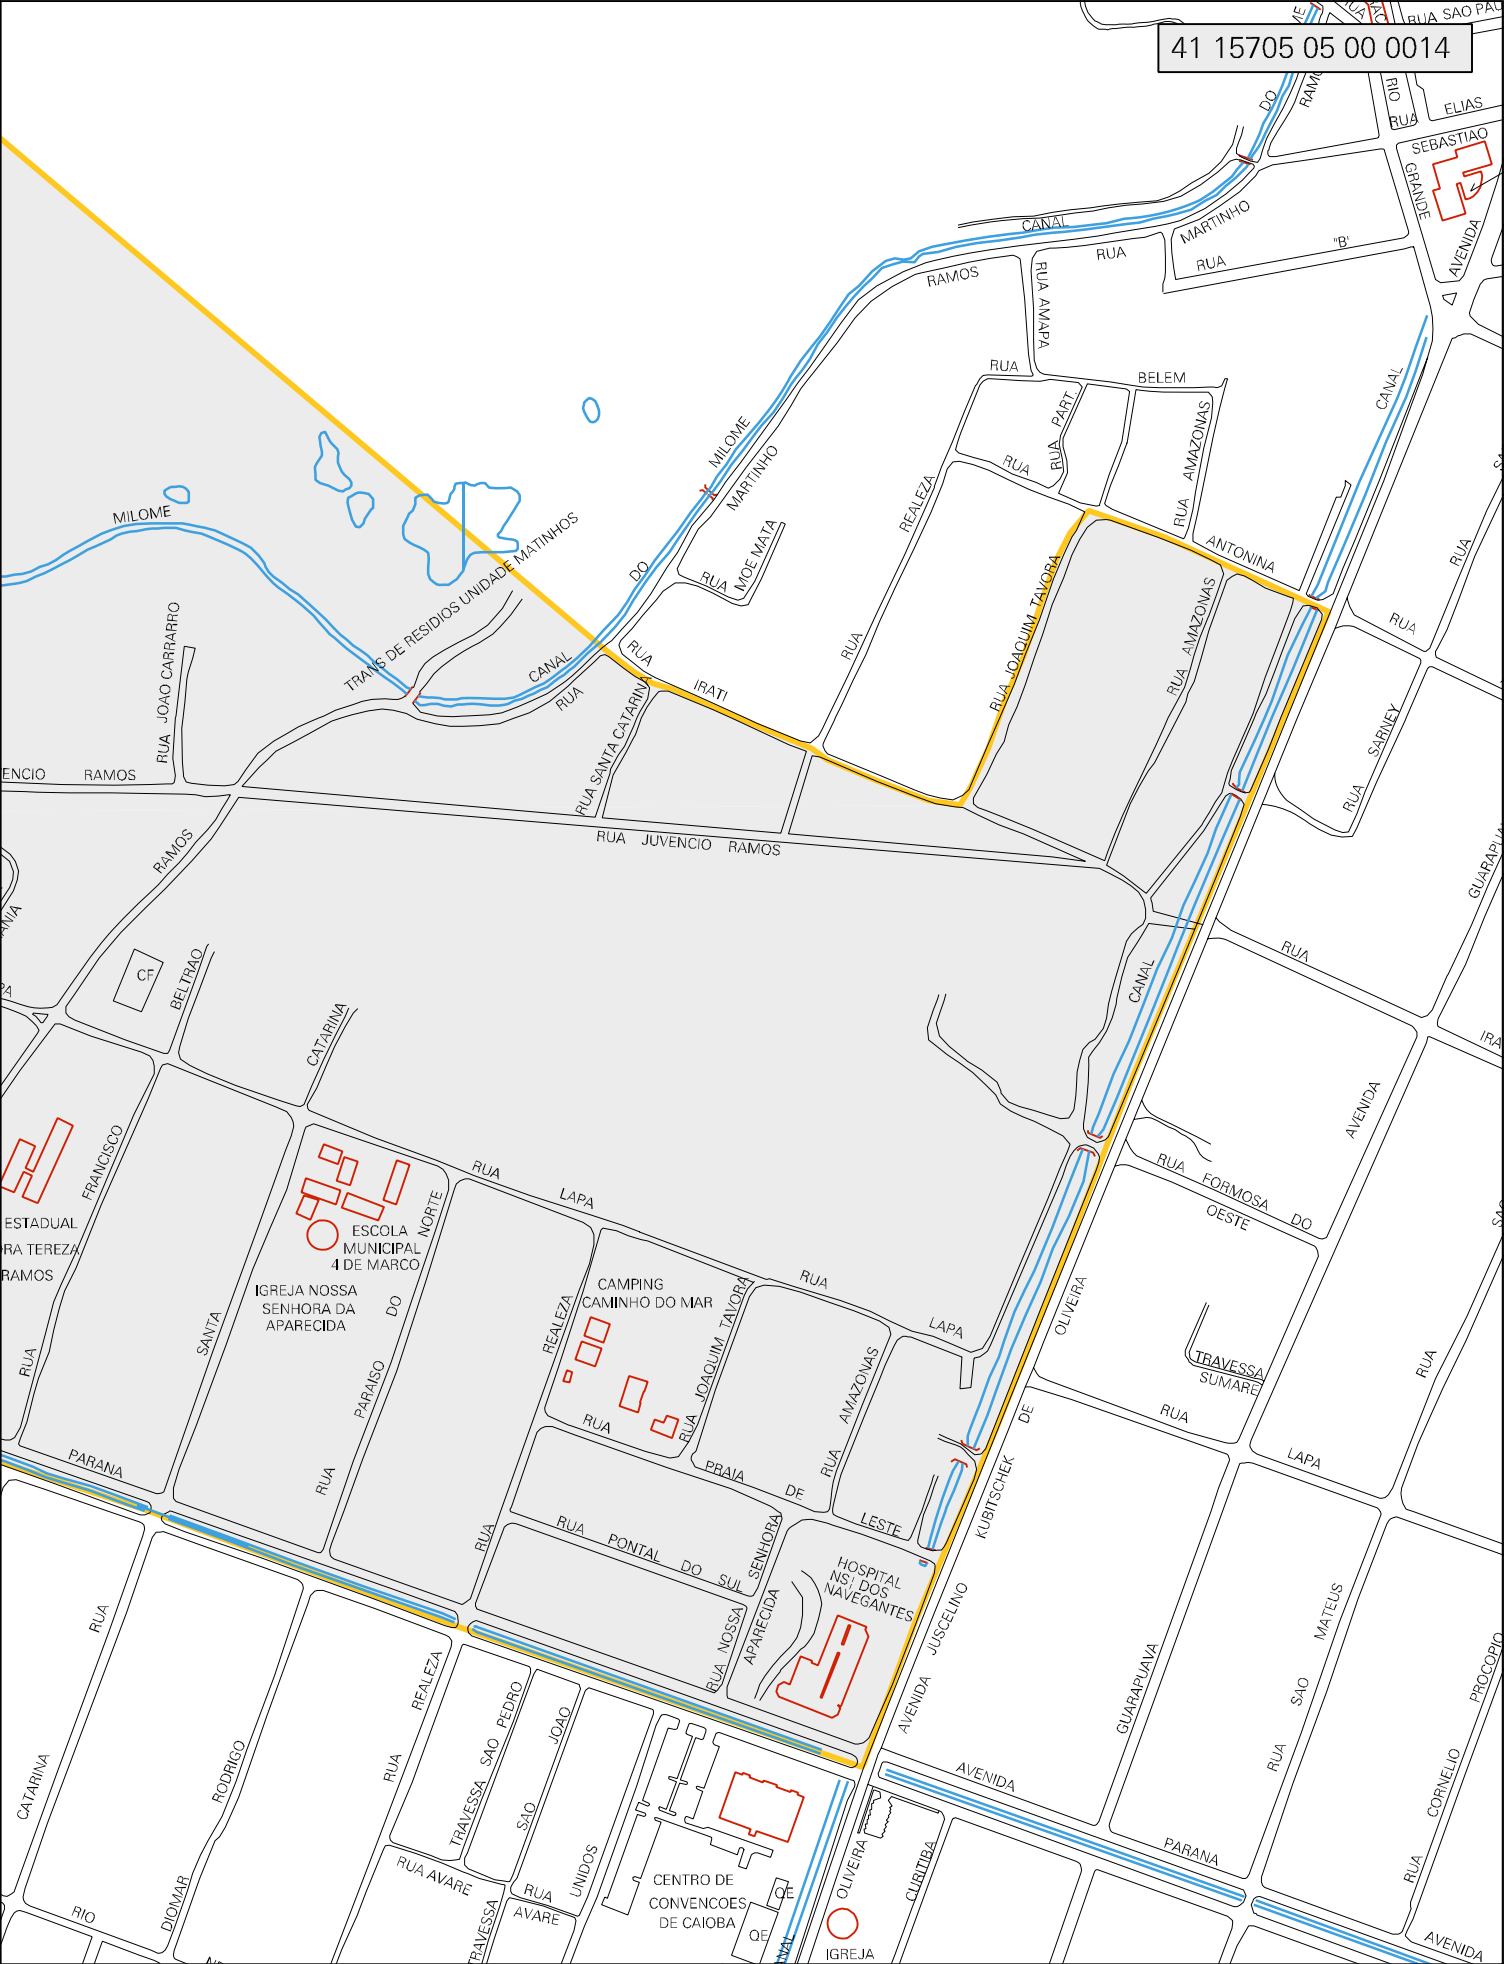 RUA SAO PAU
41 15705 05 00 0014
DO
RAMO
RIO
RUA
ELIAS
SEBASTIAO
GRANDE
AVENIDA
CANAL
MARTINHO
RUA
"B"
RUA
RAMOS
RUA AMAPA
RUA
BELEM
CANAL
RUA PART.
RUA AMAZONAS
MILOME
MARTINHO
RUA
REALEZA
MILOME
TRANS DE RESIDIOS UNIDADE MATINHOS
DO
RUA
MOE MATA
ANTONINA
RUA
RUA JOAQUIM TAVORA
RUA AMAZONAS
RUA
RUA JOAO CARRARRO
CANAL
RUA
RUA
IRATI
RUA
RUA SANTA CATARINA
SARNEY
RUA
ENCIO
RAMOS
RUA JUVENCIO RAMOS
RAMOS
GUARAPU
ANIA
CF
BELTRAO
CATARINA
CANAL
RUA
PA
IRA
AVENIDA
FRANCISCO
RUA
LAPA
RUA FORMOSA DO
OESTE
ESTADUAL
RA TEREZA
RAMOS
ESCOLA
MUNICIPAL
4 DE MARCO
NORTE
IGREJA NOSSA
SENHORA DA
APARECIDA
DO
SANTA
CAMPING
CAMINHO DO MAR
RUA
LAPA
OLIVEIRA
REALEZA
RUA JOAQUIM TAVORA
AMAZONAS
TRAVESSA
SUMARE
RUA
RUA
PARAISO
RUA
DE
RUA
LAPA
PARANA
RUA
PRAIA
DE
RUA
LESTE
KUBITSCHEK
RUA
RUA PONTAL DO SUL
SENHORA
HOSPITAL
NS DOS
NAVEGANTES
RUA NOSSA
APARECIDA
JUSCELINO
MATEUS
RUA
REALEZA
AVENIDA
GUARAPUAVA
SAO
PROCOPIO
TRAVESSA SAO PEDRO
SAO JOAO
RUA
RODRIGO
CATARINA
AVENIDA
RUA
CORNELIO
PARANA
RUA AVARE
UNIDOS
CENTRO DE
CONVENCOES
DE CAIOBA
QE
QE
OLIVEIRA
CURITIBA
RUA
RIO
DIOMAR
RUA
AVARE
TRAVESSA
IGREJA
AVENIDA